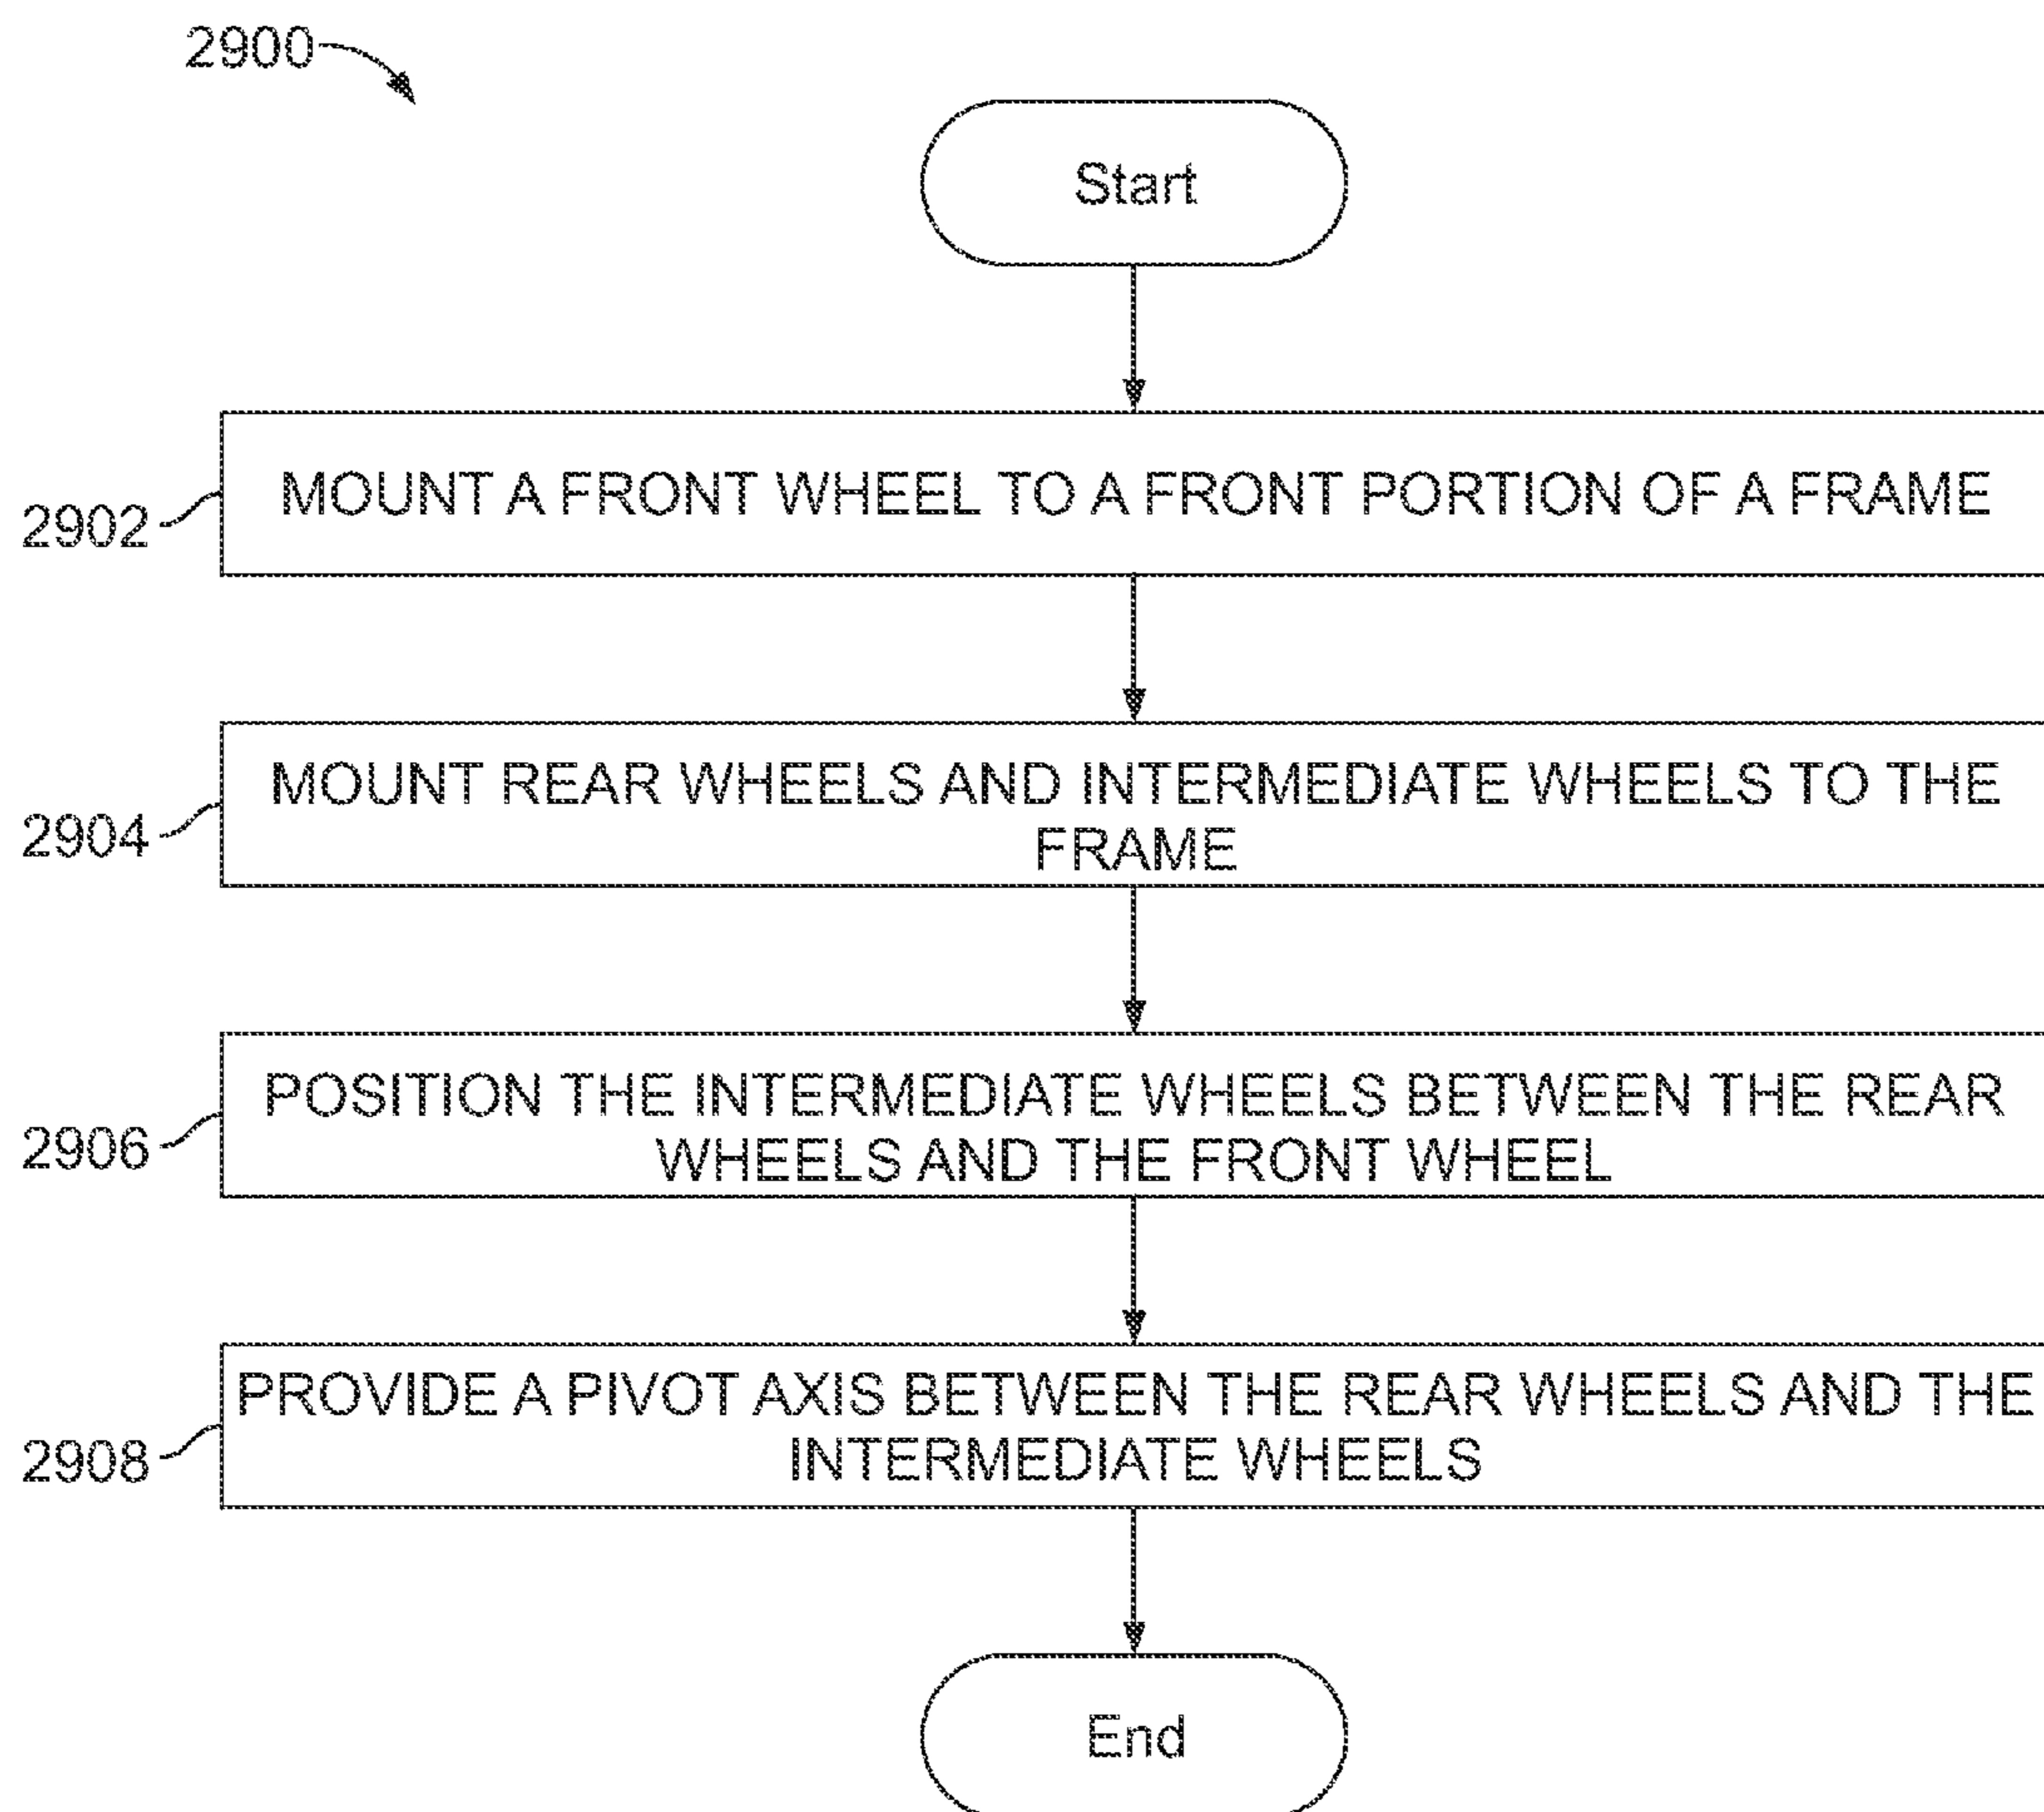 2900
Start
2902
MOUNT A FRONT WHEEL TO A FRONT PORTION OF A FRAME
2904
MOUNT REAR WHEELS AND INTERMEDIATE WHEELS TO THE
FRAME
2906
POSITION THE INTERMEDIATE WHEELS BETWEEN THE REAR
WHEELS AND THE FRONT WHEEL
2908
PROVIDE A PIVOT AXIS BETWEEN THE REAR WHEELS AND THE
INTERMEDIATE WHEELS
End